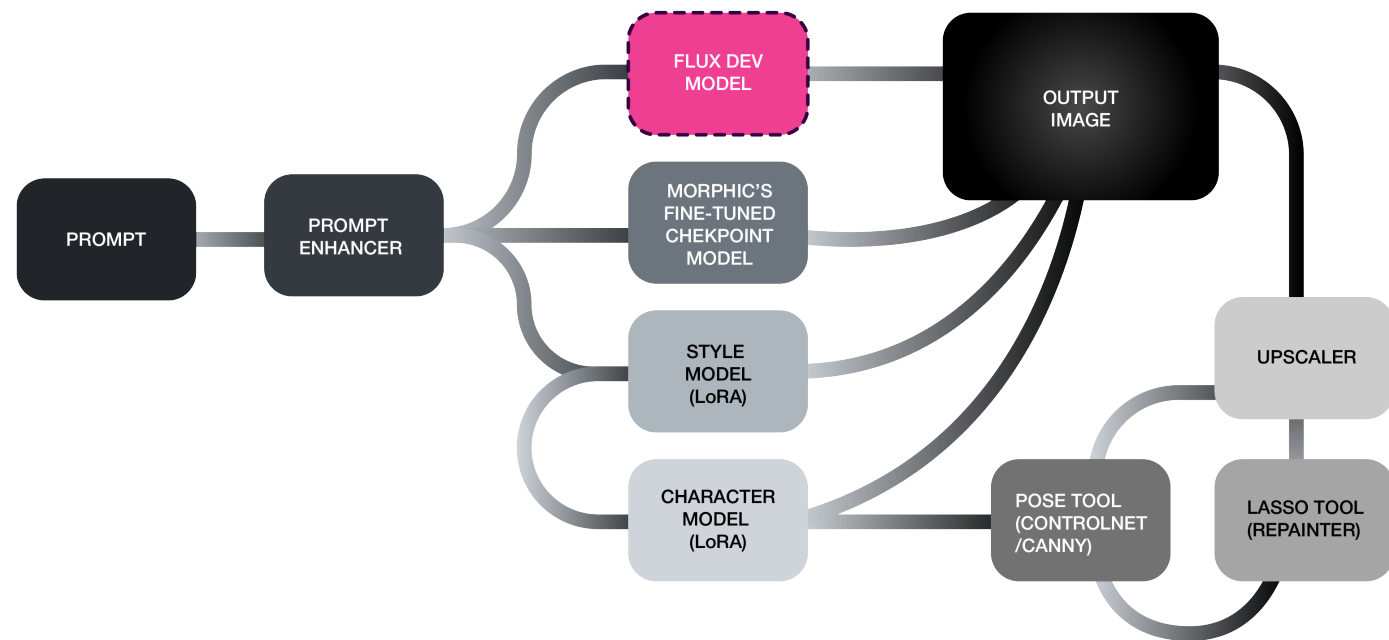 PROMPT
PROMPT
ENHANCER
FLUX DEV
MODEL
MORPHIC’S
FINE-TUNED
CHEKPOINT
MODEL
STYLE
MODEL
(LoRA)
CHARACTER
MODEL
(LoRA)
OUTPUT
IMAGE
UPSCALER
POSE TOOL
(CONTROLNET
/CANNY)
LASSO TOOL
(REPAINTER)